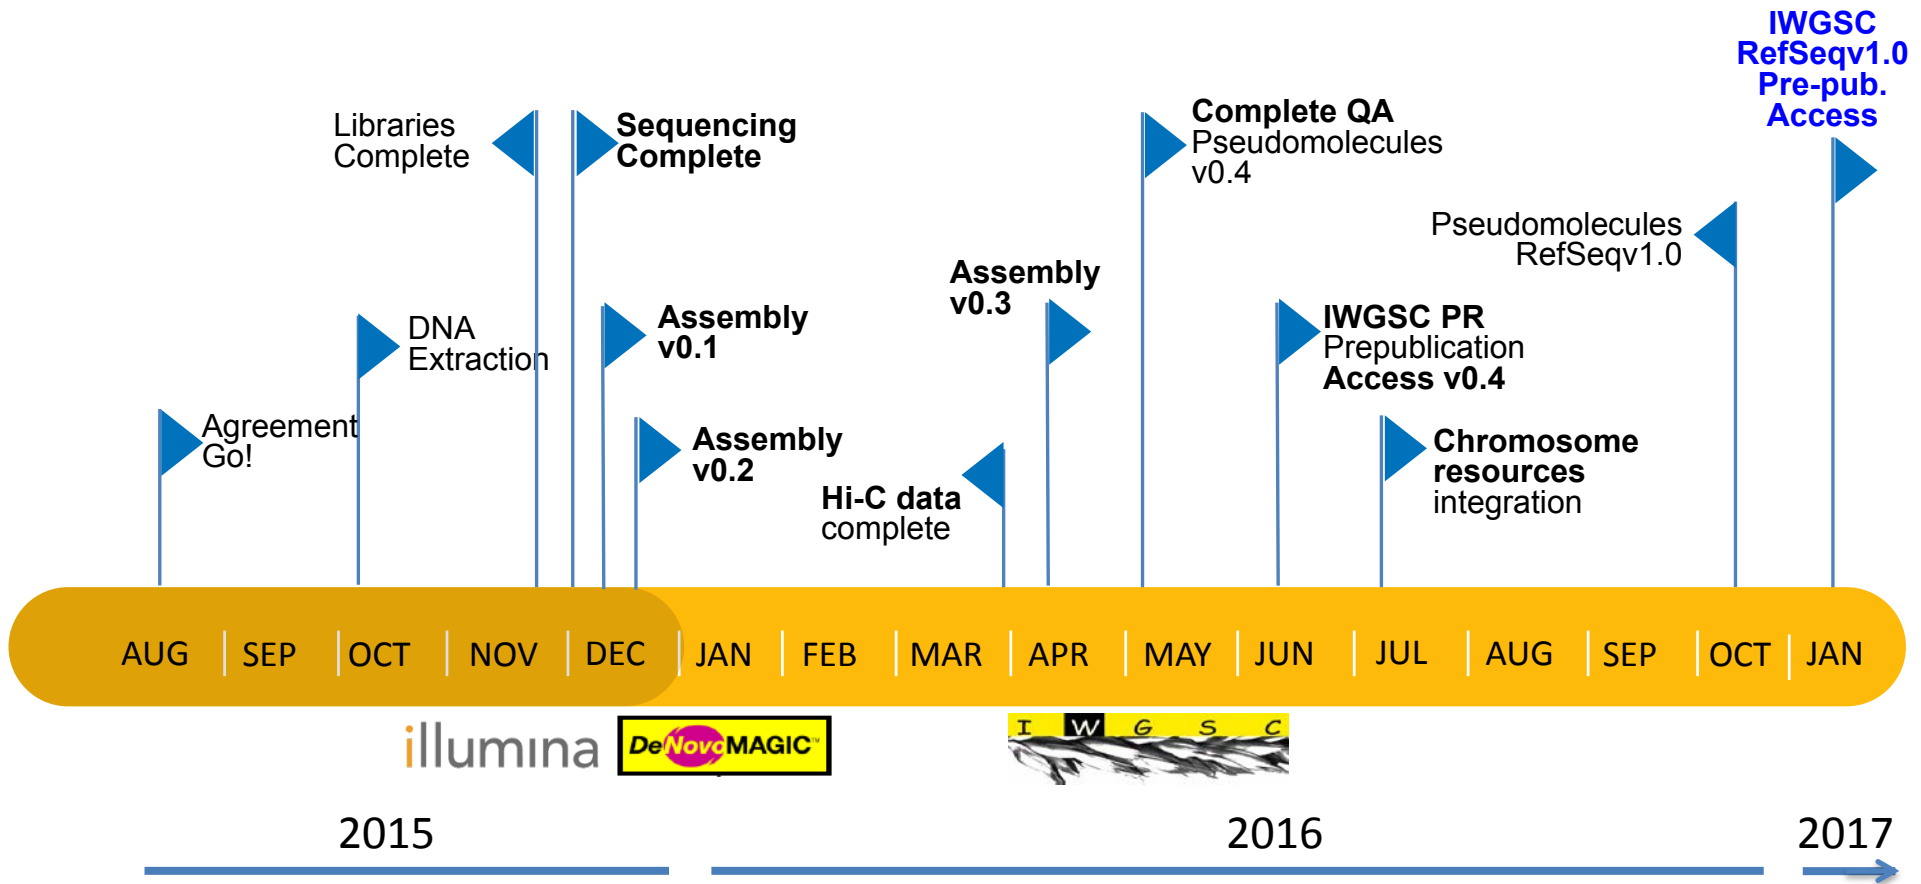 IWGSC
RefSeqv1.0
Pre-pub.
Access
Libraries
Complete
Sequencing
Complete
Complete QA
Pseudomolecules
v0.4
Pseudomolecules
RefSeqv1.0
Assembly
v0.3
DNA
Extraction
Assembly
v0.1
IWGSC PR
Prepublication
Access v0.4
Agreement
Go!
Assembly
v0.2
Hi-C data
complete
Chromosome
resources
integration
AUG SEP OCT NOV DEC JAN FEB MAR APR MAY JUN JUL AUG SEP OCT JAN
illumina
DeNovoMAGIC™
I W G S C
2015 2016 2017